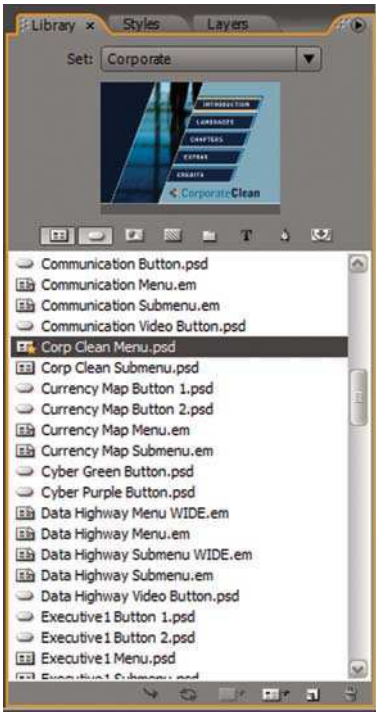 Library × Styles Layers
Set: Corporate
INTRODUCTION
LANGUAGES
CHAPTERS
EXTRAS
CREDITS
CorporateClean
T
Communication Button.psd
Communication Menu.em
Communication Submenu.em
Communication Video Button.psd
Corp Clean Menu.psd
Corp Clean Submenu.psd
Currency Map Button 1.psd
Currency Map Button 2.psd
Currency Map Menu.em
Currency Map Submenu.em
Cyber Green Button.psd
Cyber Purple Button.psd
Data Highway Menu WIDE.em
Data Highway Menu.em
Data Highway Submenu WIDE.em
Data Highway Submenu.em
Data Highway Video Button.psd
Executive1 Button 1.psd
Executive1 Button 2.psd
Executive1 Menu.psd
Executive1 Submenu.psd